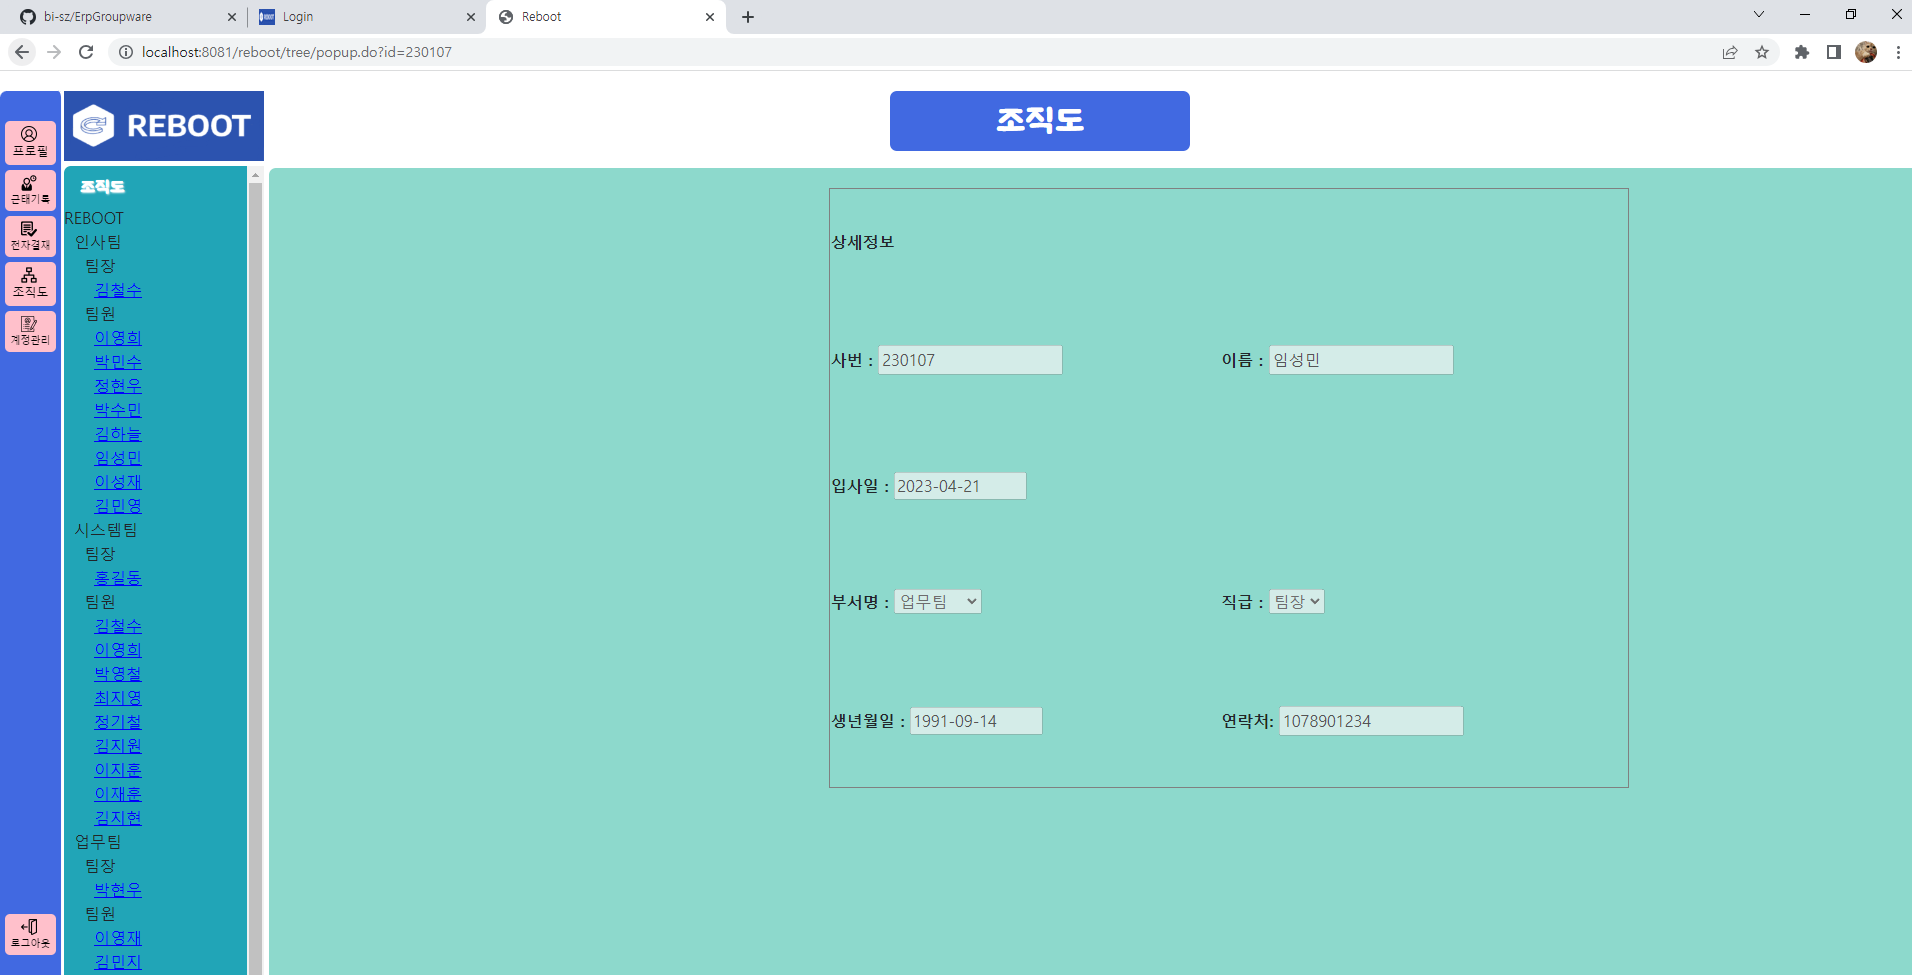 bi-sz/ErpGroupware
Login
Reboot
localhost:8081/reboot/tree/popup.do?id=230107
REBOOT
조직도
프로필
근태기록
전자결재
조직도
계정관리
로그아웃
조직도
REBOOT
인사팀
팀장
김철수
팀원
이영희
박민수
정현우
박수민
김하늘
임성민
이성재
김민영
시스템팀
팀장
홍길동
팀원
김철수
이영희
박영철
최지영
정기철
김지원
이지훈
이재훈
김지현
업무팀
팀장
박현우
팀원
이영재
김민지
상세정보
사번 : 230107 이름 : 임성민
입사일 : 2023-04-21
부서명 : 업무팀 직급 : 팀장
생년월일 : 1991-09-14 연락처: 1078901234